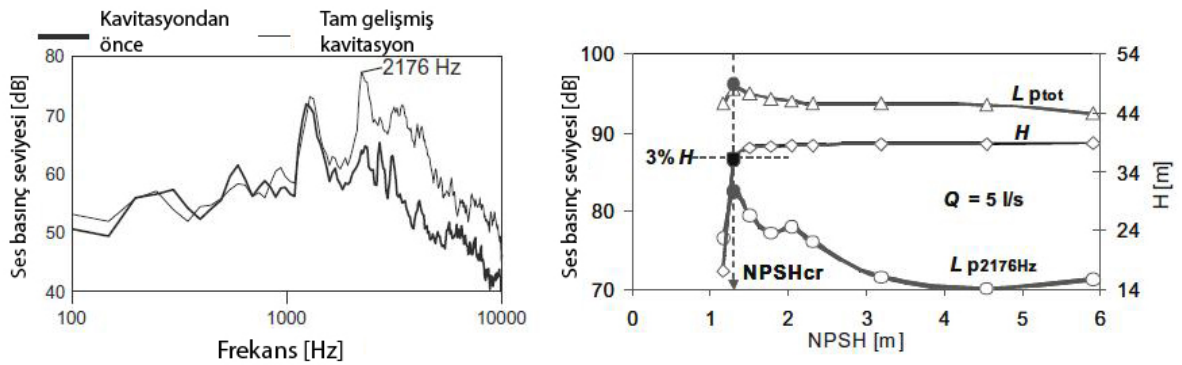 Kavitasyondan
önce
Tam gelişmiş
kavitasyon
80
70
60
50
40
Ses basınç seviyesi [dB]
2176 Hz
100
1000
10000
Frekans [Hz]
100
90
80
70
Ses basınç seviyesi [dB]
54
44
34
24
14
H [m]
L ptot
H
3% H
Q = 5 l/s
L p2176Hz
NPSHcr
0 1 2 3 4 5 6
NPSH [m]